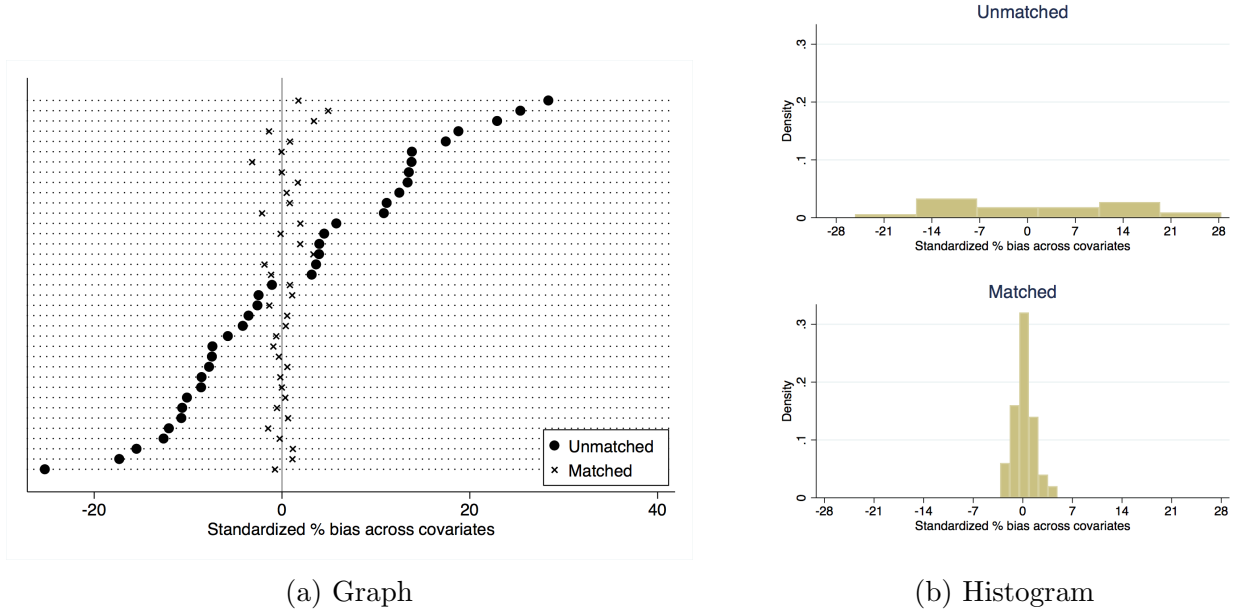 Unmatched
Matched
-20
0
20
40
Standardized % bias across covariates
(a) Graph
Unmatched
.3
.2
.1
0
Density
-28
-21
-14
-7
0
7
14
21
28
Standardized % bias across covariates
Matched
.3
.2
.1
0
Density
-28
-21
-14
-7
0
7
14
21
28
Standardized % bias across covariates
(b) Histogram